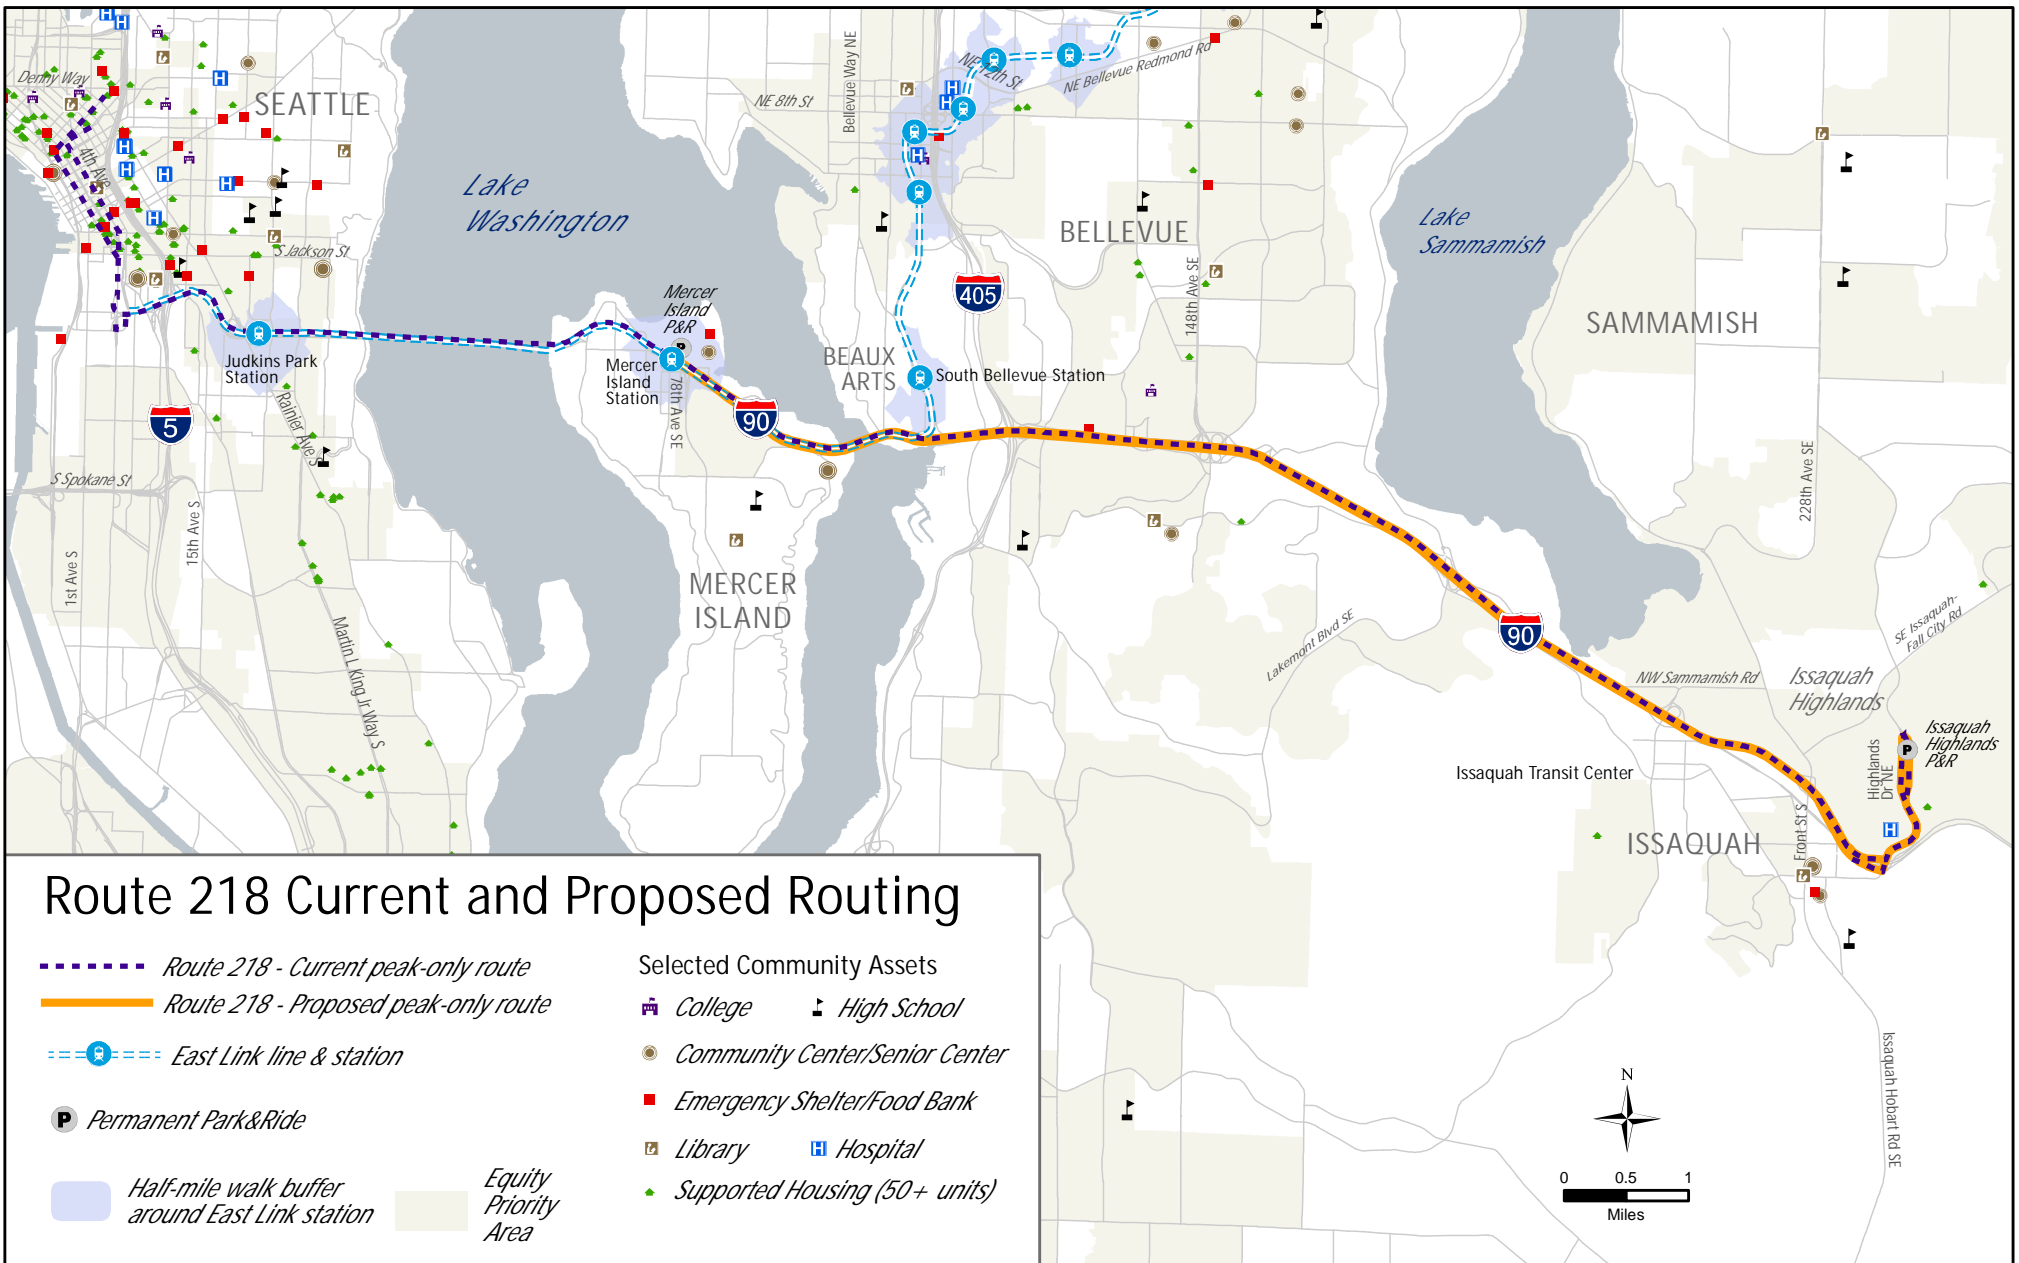 Denny Way
SEATTLE
4th Ave
S Jackson St
Judkins Park
Station
5
Rainier Ave S
S Spokane St
15th Ave S
1st Ave S
Martin L King Jr Way S
Lake
Washington
Mercer
Island
P&R
P
Mercer
Island
Station
78th Ave SE
90
MERCER
ISLAND
Bellevue Way NE
NE 8th St
NE 12th St
NE Bellevue Redmond Rd
BELLEVUE
405
148th Ave SE
BEAUX
ARTS
South Bellevue Station
Lake
Sammamish
SAMMAMISH
228th Ave SE
SE Issaquah-
Fall City Rd
Lakemont Blvd SE
90
NW Sammamish Rd
Issaquah
Highlands
Issaquah
Highlands
P&R
P
Highlands
Dr NE
Issaquah Transit Center
ISSAQUAH
Front St S
H
Issaquah Hobart Rd SE
Route 218 Current and Proposed Routing
Route 218 - Current peak-only route
Route 218 - Proposed peak-only route
East Link line & station
P Permanent Park&Ride
Half-mile walk buffer
around East Link station
Equity
Priority
Area
Selected Community Assets
College
High School
Community Center/Senior Center
Emergency Shelter/Food Bank
Library
H Hospital
Supported Housing (50+ units)
N
0 0.5 1
Miles